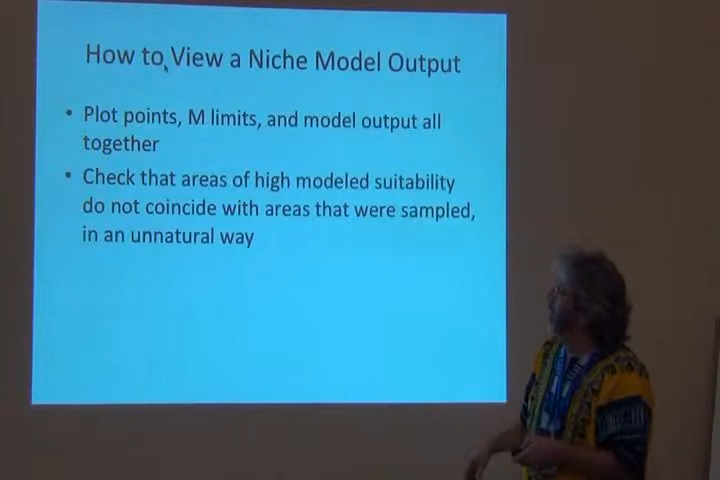 How to View a Niche Model Output
• Plot points, M limits, and model output all
together
• Check that areas of high modeled suitability
do not coincide with areas that were sampled,
in an unnatural way